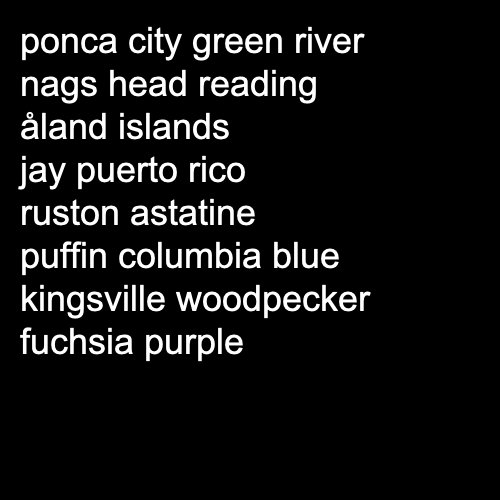 ponca city green river
nags head reading
åland islands
jay puerto rico
ruston astatine
puffin columbia blue
kingsville woodpecker
fuchsia purple